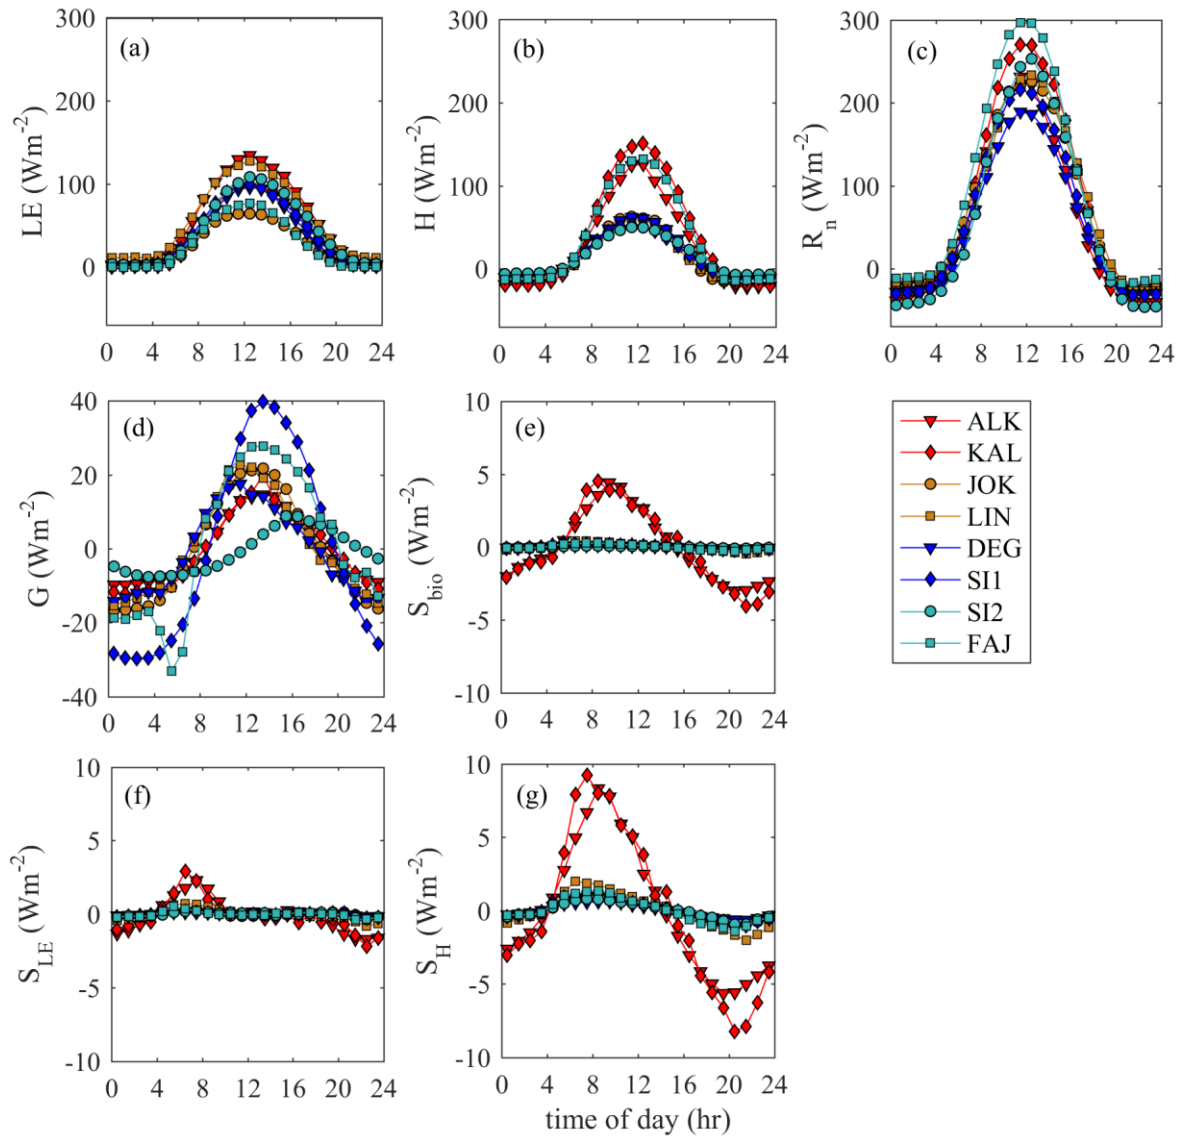 (a)
LE (Wm⁻²)
300
200
100
0
0 4 8 12 16 20 24
(b)
H (Wm⁻²)
300
200
100
0
0 4 8 12 16 20 24
(c)
Rₙ (Wm⁻²)
300
200
100
0
0 4 8 12 16 20 24
(d)
G (Wm⁻²)
40
20
0
-20
-40
0 4 8 12 16 20 24
(e)
S_bio (Wm⁻²)
10
5
0
-5
-10
0 4 8 12 16 20 24
ALK
KAL
JOK
LIN
DEG
SI1
SI2
FAJ
(f)
S_LE (Wm⁻²)
10
5
0
-5
-10
0 4 8 12 16 20 24
(g)
S_H (Wm⁻²)
10
5
0
-5
-10
0 4 8 12 16 20 24
time of day (hr)